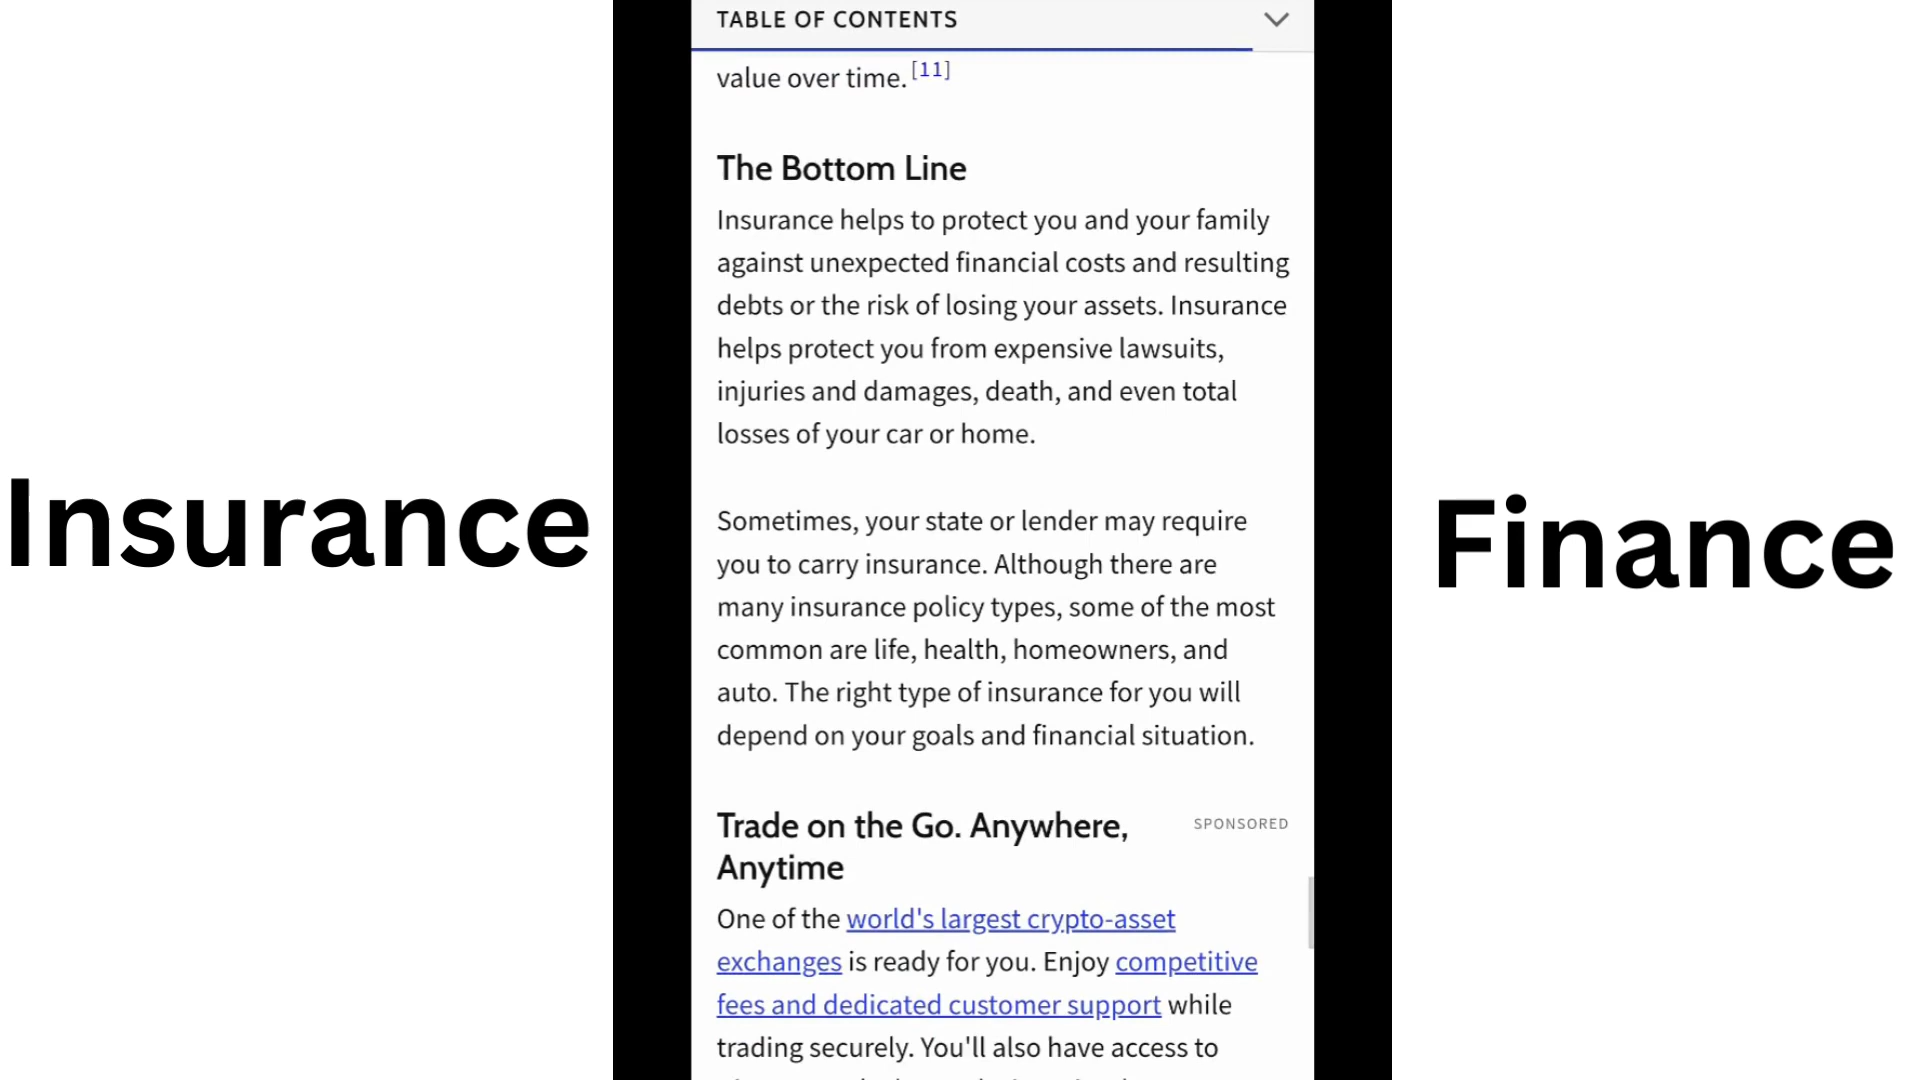 TABLE OF CONTENTS
value over time. [11]
The Bottom Line
Insurance helps to protect you and your family
against unexpected financial costs and resulting
debts or the risk of losing your assets. Insurance
helps protect you from expensive lawsuits,
injuries and damages, death, and even total
losses of your car or home.
Insurance
Finance
Sometimes, your state or lender may require
you to carry insurance. Although there are
many insurance policy types, some of the most
common are life, health, homeowners, and
auto. The right type of insurance for you will
depend on your goals and financial situation.
Trade on the Go. Anywhere,
Anytime
SPONSORED
One of the world's largest crypto-asset
exchanges is ready for you. Enjoy competitive
fees and dedicated customer support while
trading securely. You'll also have access to